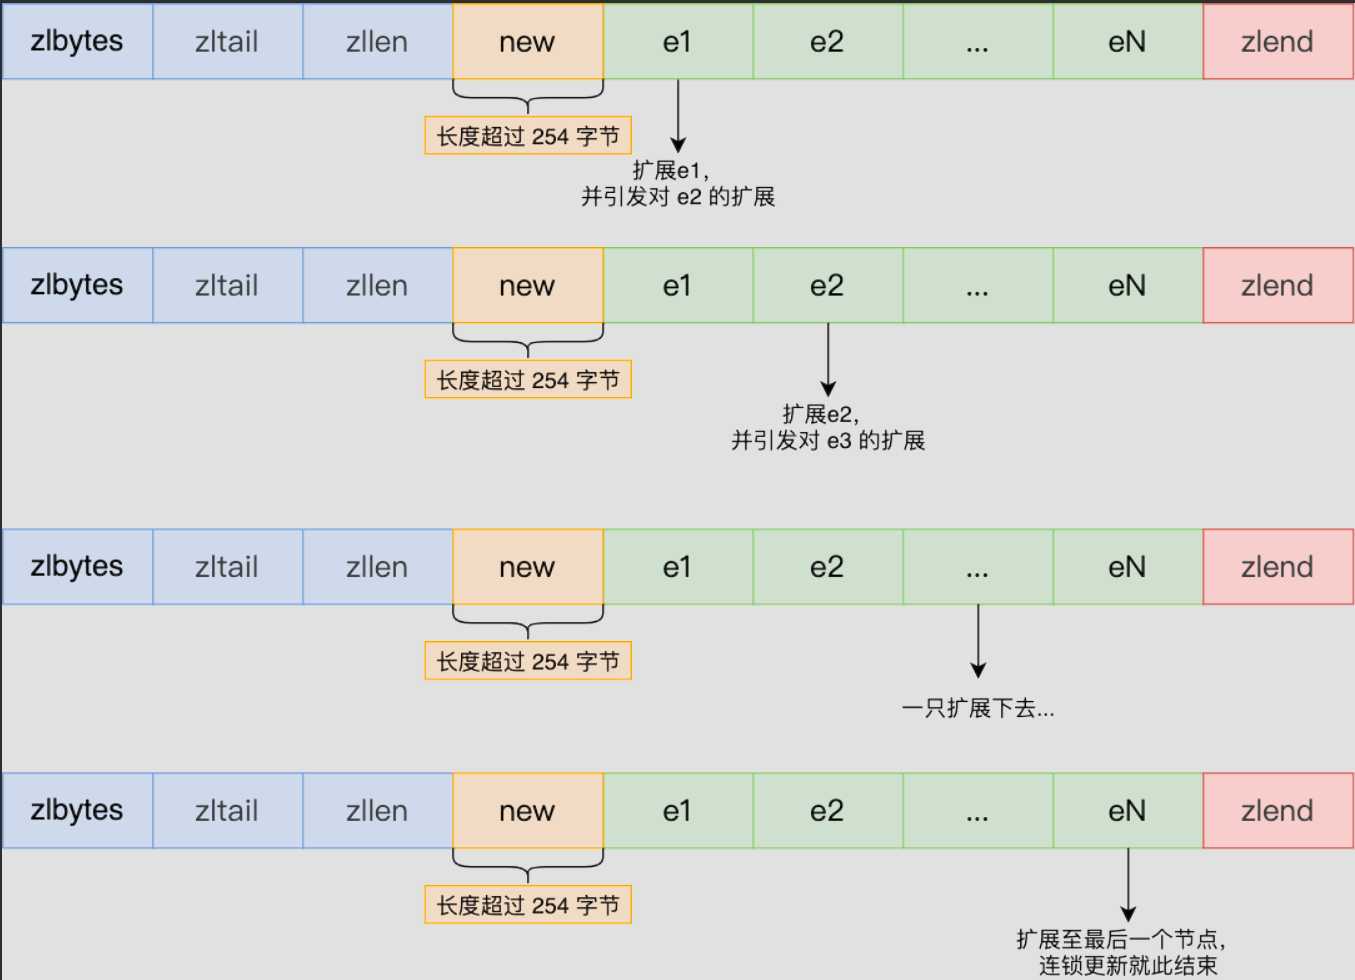 zlbytes zltail zllen new e1 e2 ... eN zlend
长度超过 254 字节
扩展e1,
并引发对 e2 的扩展
zlbytes zltail zllen new e1 e2 ... eN zlend
长度超过 254 字节
扩展e2,
并引发对 e3 的扩展
zlbytes zltail zllen new e1 e2 ... eN zlend
长度超过 254 字节
一只扩展下去...
zlbytes zltail zllen new e1 e2 ... eN zlend
长度超过 254 字节
扩展至最后一个节点,
连锁更新就此结束